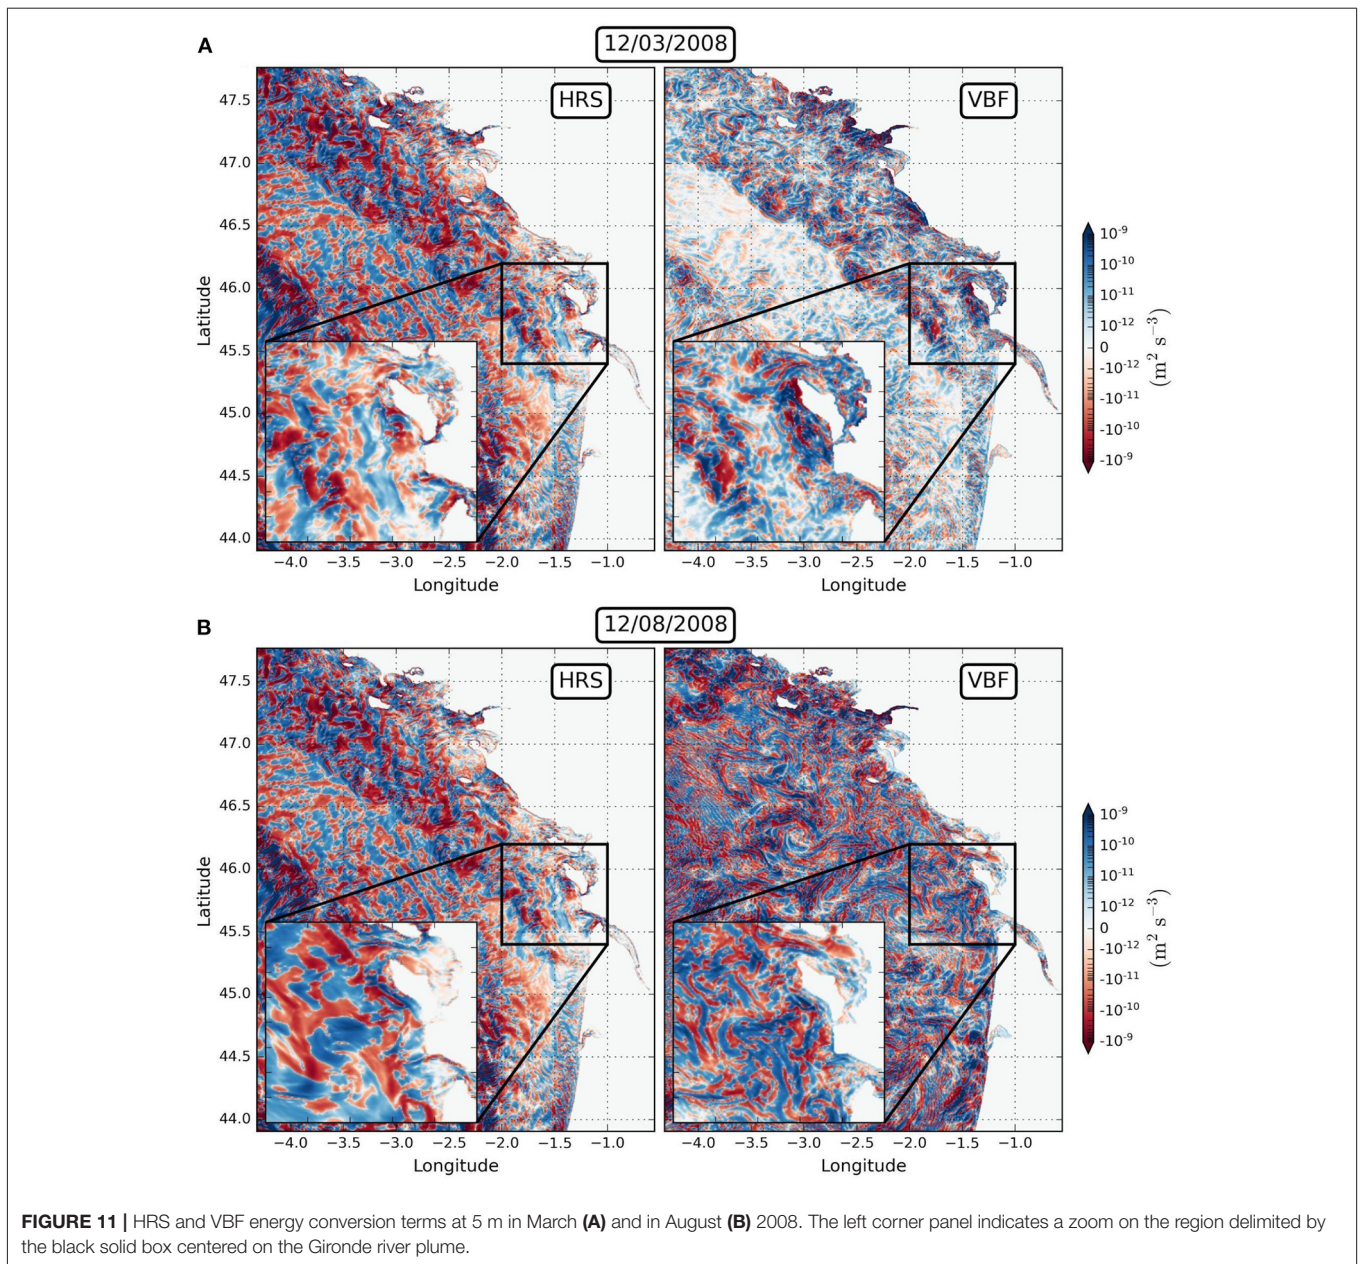 A
12/03/2008
HRS
VBF
47.5
47.0
46.5
46.0
45.5
45.0
44.5
44.0
Latitude
−4.0 −3.5 −3.0 −2.5 −2.0 −1.5 −1.0
Longitude
−4.0 −3.5 −3.0 −2.5 −2.0 −1.5 −1.0
Longitude
10-9
10-10
10-11
10-12
0
-10-12
-10-11
-10-10
-10-9
(m2 s−3)
B
12/08/2008
HRS
VBF
47.5
47.0
46.5
46.0
45.5
45.0
44.5
44.0
Latitude
−4.0 −3.5 −3.0 −2.5 −2.0 −1.5 −1.0
Longitude
−4.0 −3.5 −3.0 −2.5 −2.0 −1.5 −1.0
Longitude
10-9
10-10
10-11
10-12
0
-10-12
-10-11
-10-10
-10-9
(m2 s−3)
FIGURE 11 | HRS and VBF energy conversion terms at 5 m in March (A) and in August (B) 2008. The left corner panel indicates a zoom on the region delimited by
the black solid box centered on the Gironde river plume.